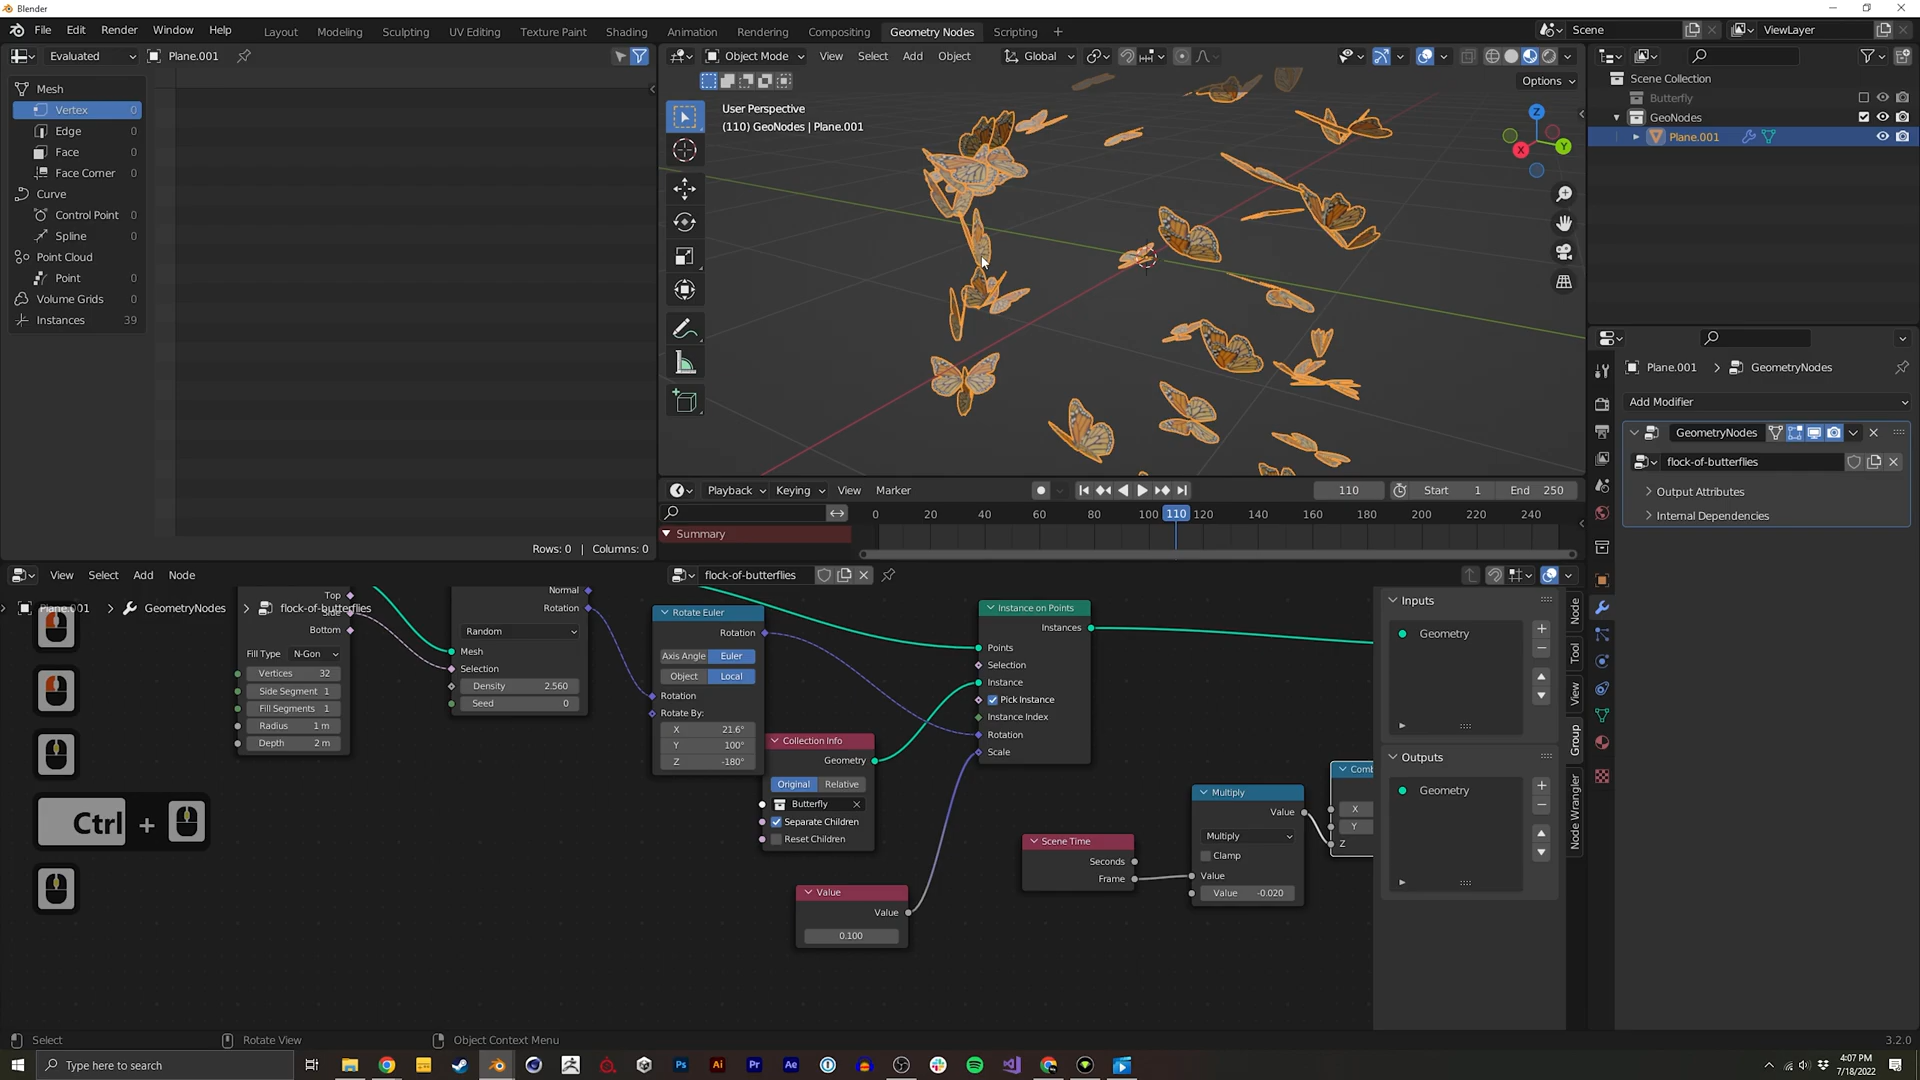 Blender
File Edit Render Window Help
Layout Modeling Sculpting UV Editing Texture Paint Shading Animation Rendering Compositing Geometry Nodes Scripting +
Scene
ViewLayer
Evaluated
Plane.001
Mesh
Vertex 0
Edge 0
Face 0
Face Corner 0
Curve
Control Point 0
Spline 0
Point Cloud
Point 0
Volume Grids 0
Instances 39
Rows: 0 | Columns: 0
Object Mode View Select Add Object
Global
Options
User Perspective
(110) GeoNodes | Plane.001
Z
X
Y
Scene Collection
Butterfly
GeoNodes
Plane.001
Plane.001 > GeometryNodes
Add Modifier
GeometryNodes
flock-of-butterflies
Output Attributes
Internal Dependencies
Playback Keying View Marker
110
Start 1
End 250
0 20 40 60 80 100 110 120 140 160 180 200 220 240
Summary
View Select Add Node
flock-of-butterflies
Plane.001 > GeometryNodes > flock-of-butterflies
Top
Side
Bottom
Fill Type N-Gon
Vertices 32
Side Segment 1
Fill Segments 1
Radius 1 m
Depth 2 m
Normal
Rotation
Random
Mesh
Selection
Density 2.560
Seed 0
Rotate Euler
Rotation
Axis Angle Euler
Object Local
Rotation
Rotate By:
X 21.6°
Y 100°
Z -180°
Collection Info
Geometry
Original Relative
Butterfly
Separate Children
Reset Children
Value
Value
0.100
Instance on Points
Instances
Points
Selection
Instance
Pick Instance
Instance Index
Rotation
Scale
Scene Time
Seconds
Frame
Multiply
Value
Multiply
Clamp
Value
Value -0.020
Comb
X
Y
Z
Inputs
Geometry
Outputs
Geometry
Node
Tool
View
Group
Node Wrangler
Ctrl +
Select
Rotate View
Object Context Menu
3.2.0
Type here to search
Ps
Ai
Pr
Ae
4:07 PM
7/18/2022